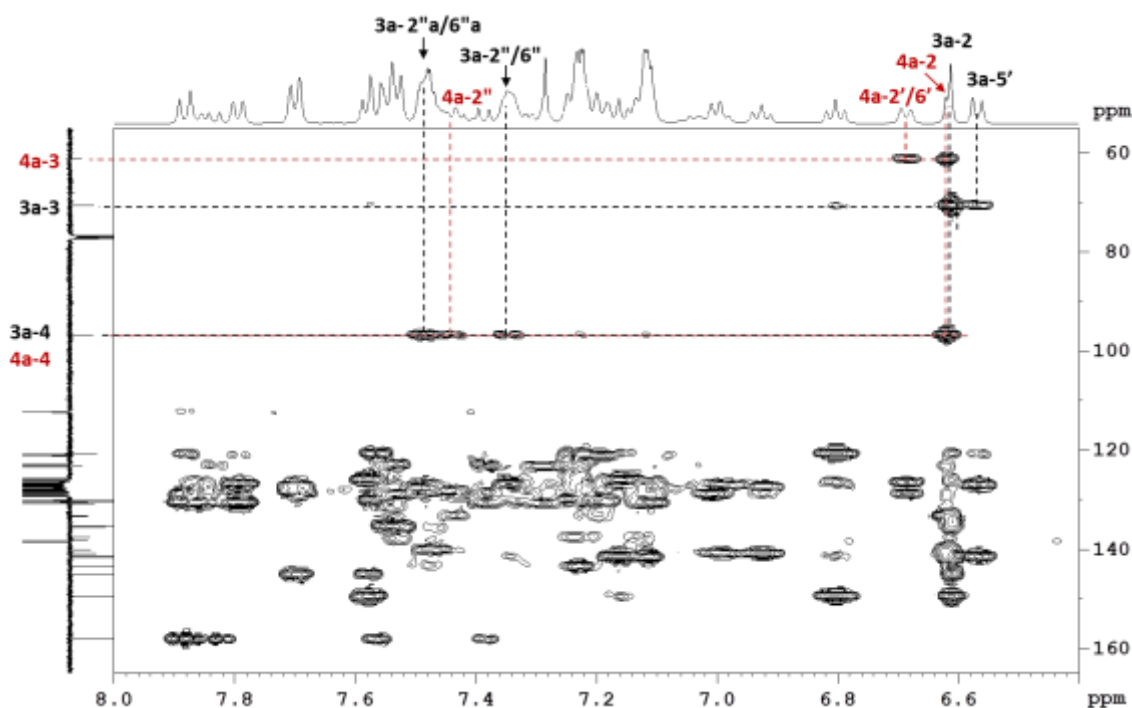 3a-2"a/6"a
3a-2"/6"
3a-2
4a-2
3a-5'
4a-2"
4a-2'/6'
ppm
4a-3
60
3a-3
80
3a-4
4a-4
100
120
140
160
8.0
7.8
7.6
7.4
7.2
7.0
6.8
6.6
ppm